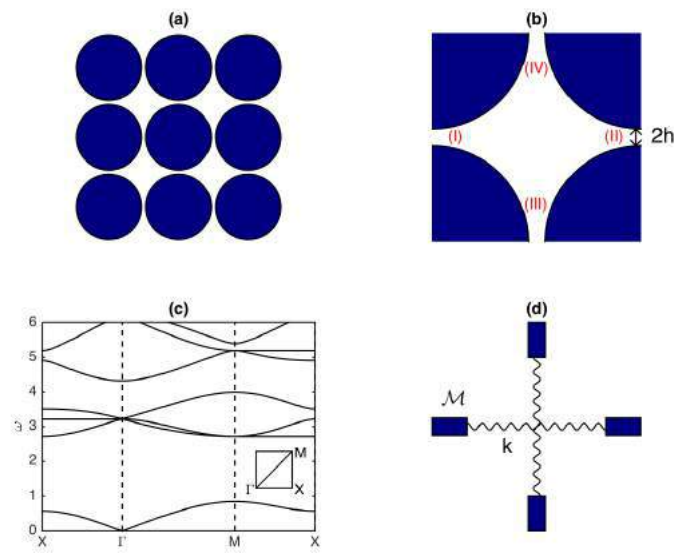 (a)
(b)
(I)
(II)
(III)
(IV)
2h
(c)
6
5
4
3
2
1
0
ω
X
Γ
M
X
M
Γ
X
(d)
ℳ
k